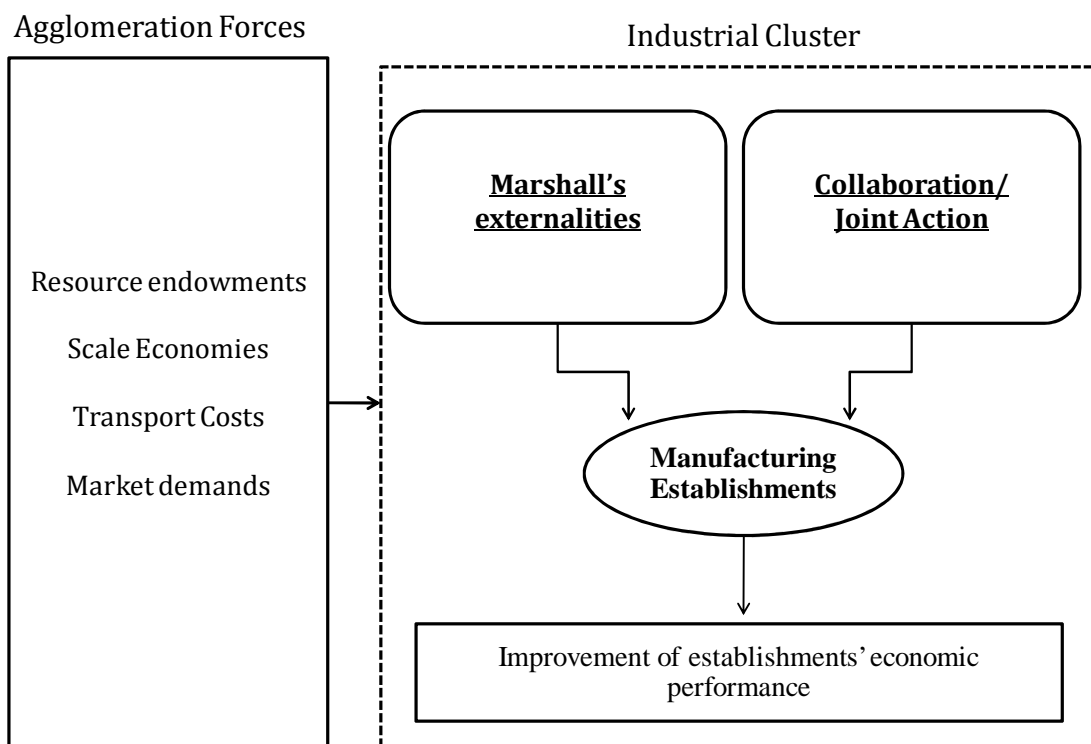 Agglomeration Forces
Resource endowments
Scale Economies
Transport Costs
Market demands
Industrial Cluster
Marshall’s
externalities
Collaboration/
Joint Action
Manufacturing
Establishments
Improvement of establishments’ economic
performance